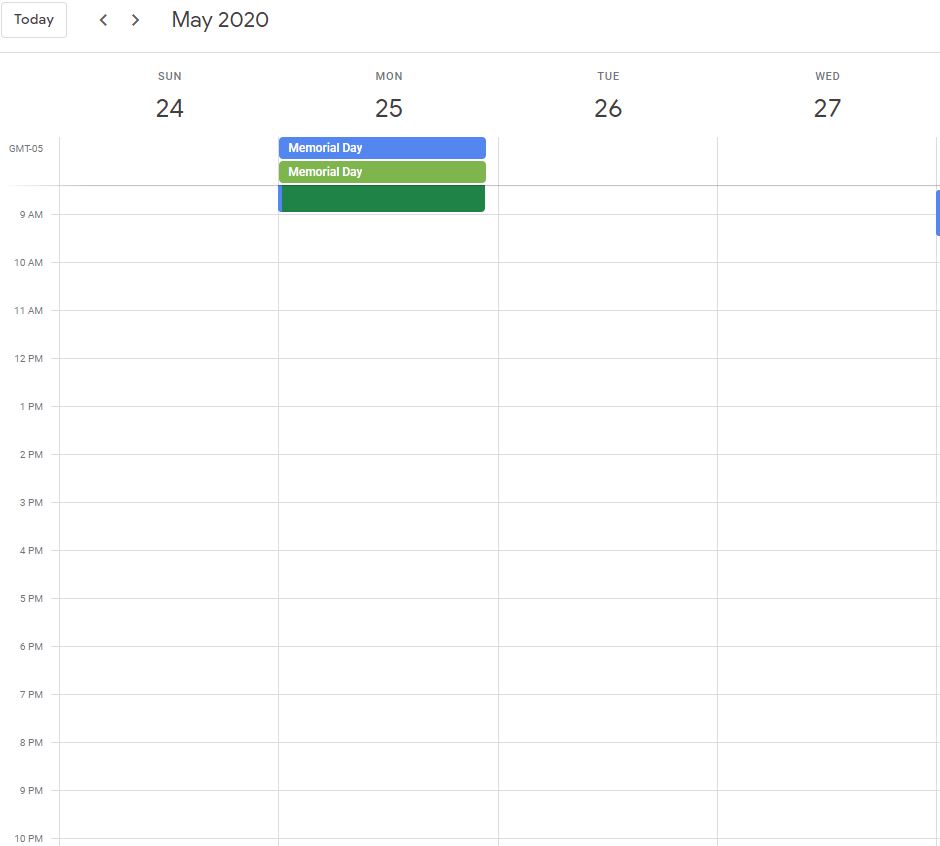 Today < > May 2020
SUN MON TUE WED
24 25 26 27
GMT-05
Memorial Day
Memorial Day
9 AM
10 AM
11 AM
12 PM
1 PM
2 PM
3 PM
4 PM
5 PM
6 PM
7 PM
8 PM
9 PM
10 PM